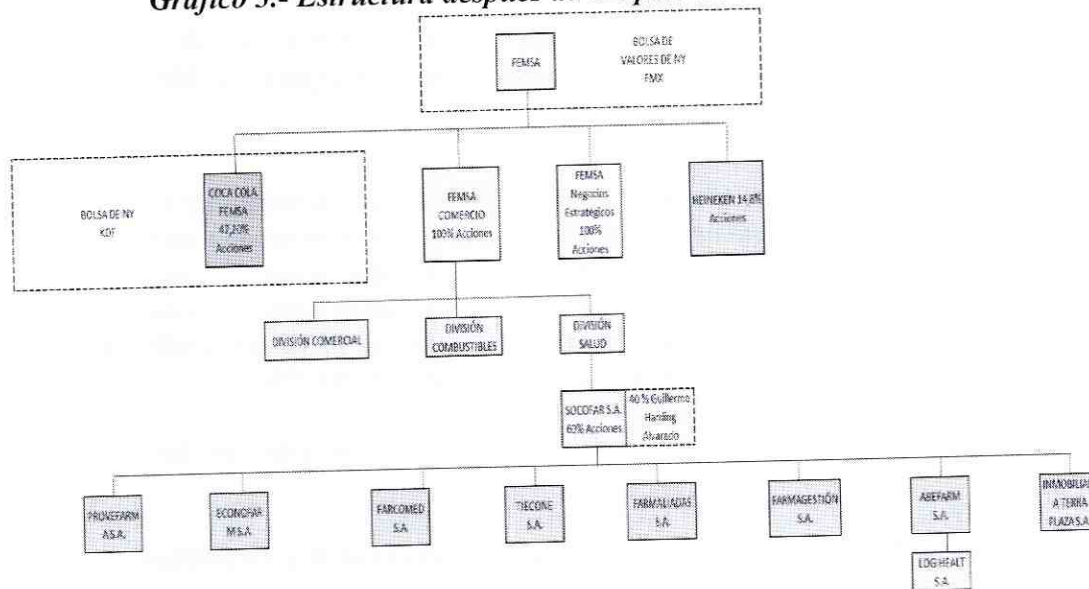 Gráfico 3.- Estructura después de
FEMSA
BOLSA DE
VALORES DE NY
FMX
BOLSA DE NY
KOF
COCA COLA
FEMSA
Acciones
FEMSA
COMERCIO
100% Acciones
FEMSA
Negocios
Estratégicos
100%
Acciones
HEINEKEN 14.8%
Acciones
DIVISIÓN COMERCIAL
DIVISIÓN
COMBUSTIBLES
DIVISIÓN
SALUD
SOCOFAR S.A.
60% Acciones
40 % Guillermo
Harding
Alvarado
PROVEFARM
A S.A.
ECONOFAR
M S.A.
FARCOMED
S.A.
TIECONE
S.A.
FARMALIADAS
S.A.
FARMAGESTIÓN
S.A.
ABEFARM
S.A.
INMOBILIAR
A TERRA
PLAZA S.A.
LOG HEALT
S.A.